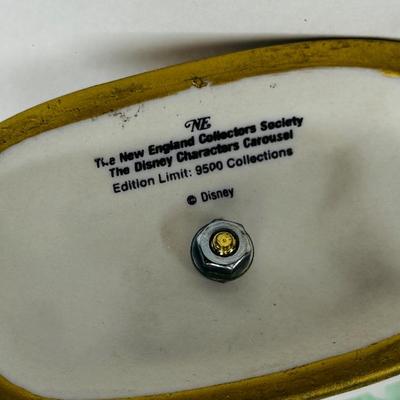 NE
The New England Collectors Society
The Disney Characters Carousel
Edition Limit: 9500 Collections
© Disney